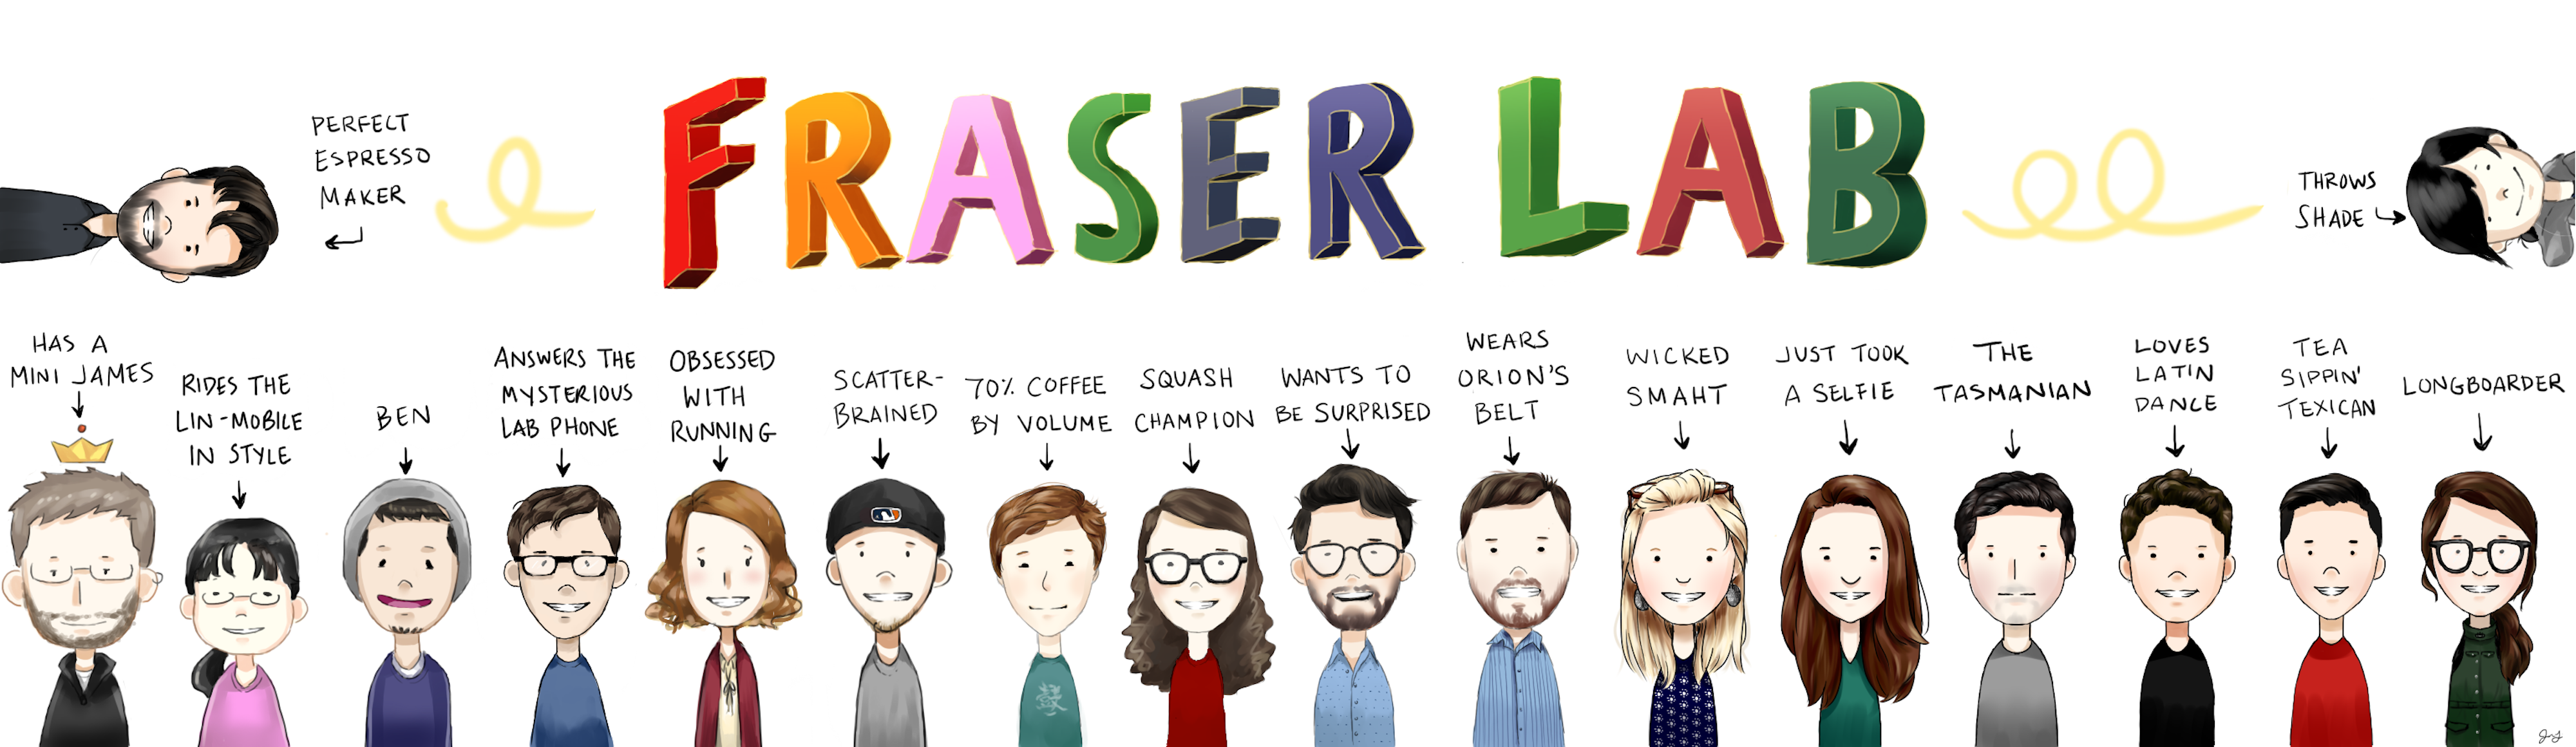 FRASER LAB
PERFECT
ESPRESSO
MAKER
THROWS
SHADE
HAS A
MINI JAMES
RIDES THE
LIN-MOBILE
IN STYLE
BEN
ANSWERS THE
MYSTERIOUS
LAB PHONE
OBSESSED
WITH
RUNNING
SCATTER-
BRAINED
70% COFFEE
BY VOLUME
SQUASH
CHAMPION
WANTS TO
BE SURPRISED
WEARS
ORION'S
BELT
WICKED
SMAHT
JUST TOOK
A SELFIE
THE
TASMANIAN
LOVES
LATIN
DANCE
TEA
SIPPIN'
TEXICAN
LONGBOARDER